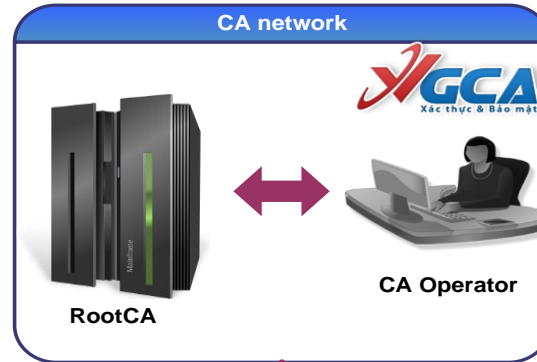 CA network
VGCA
Xác thực & Bảo mật
Mainframe
CA Operator
RootCA